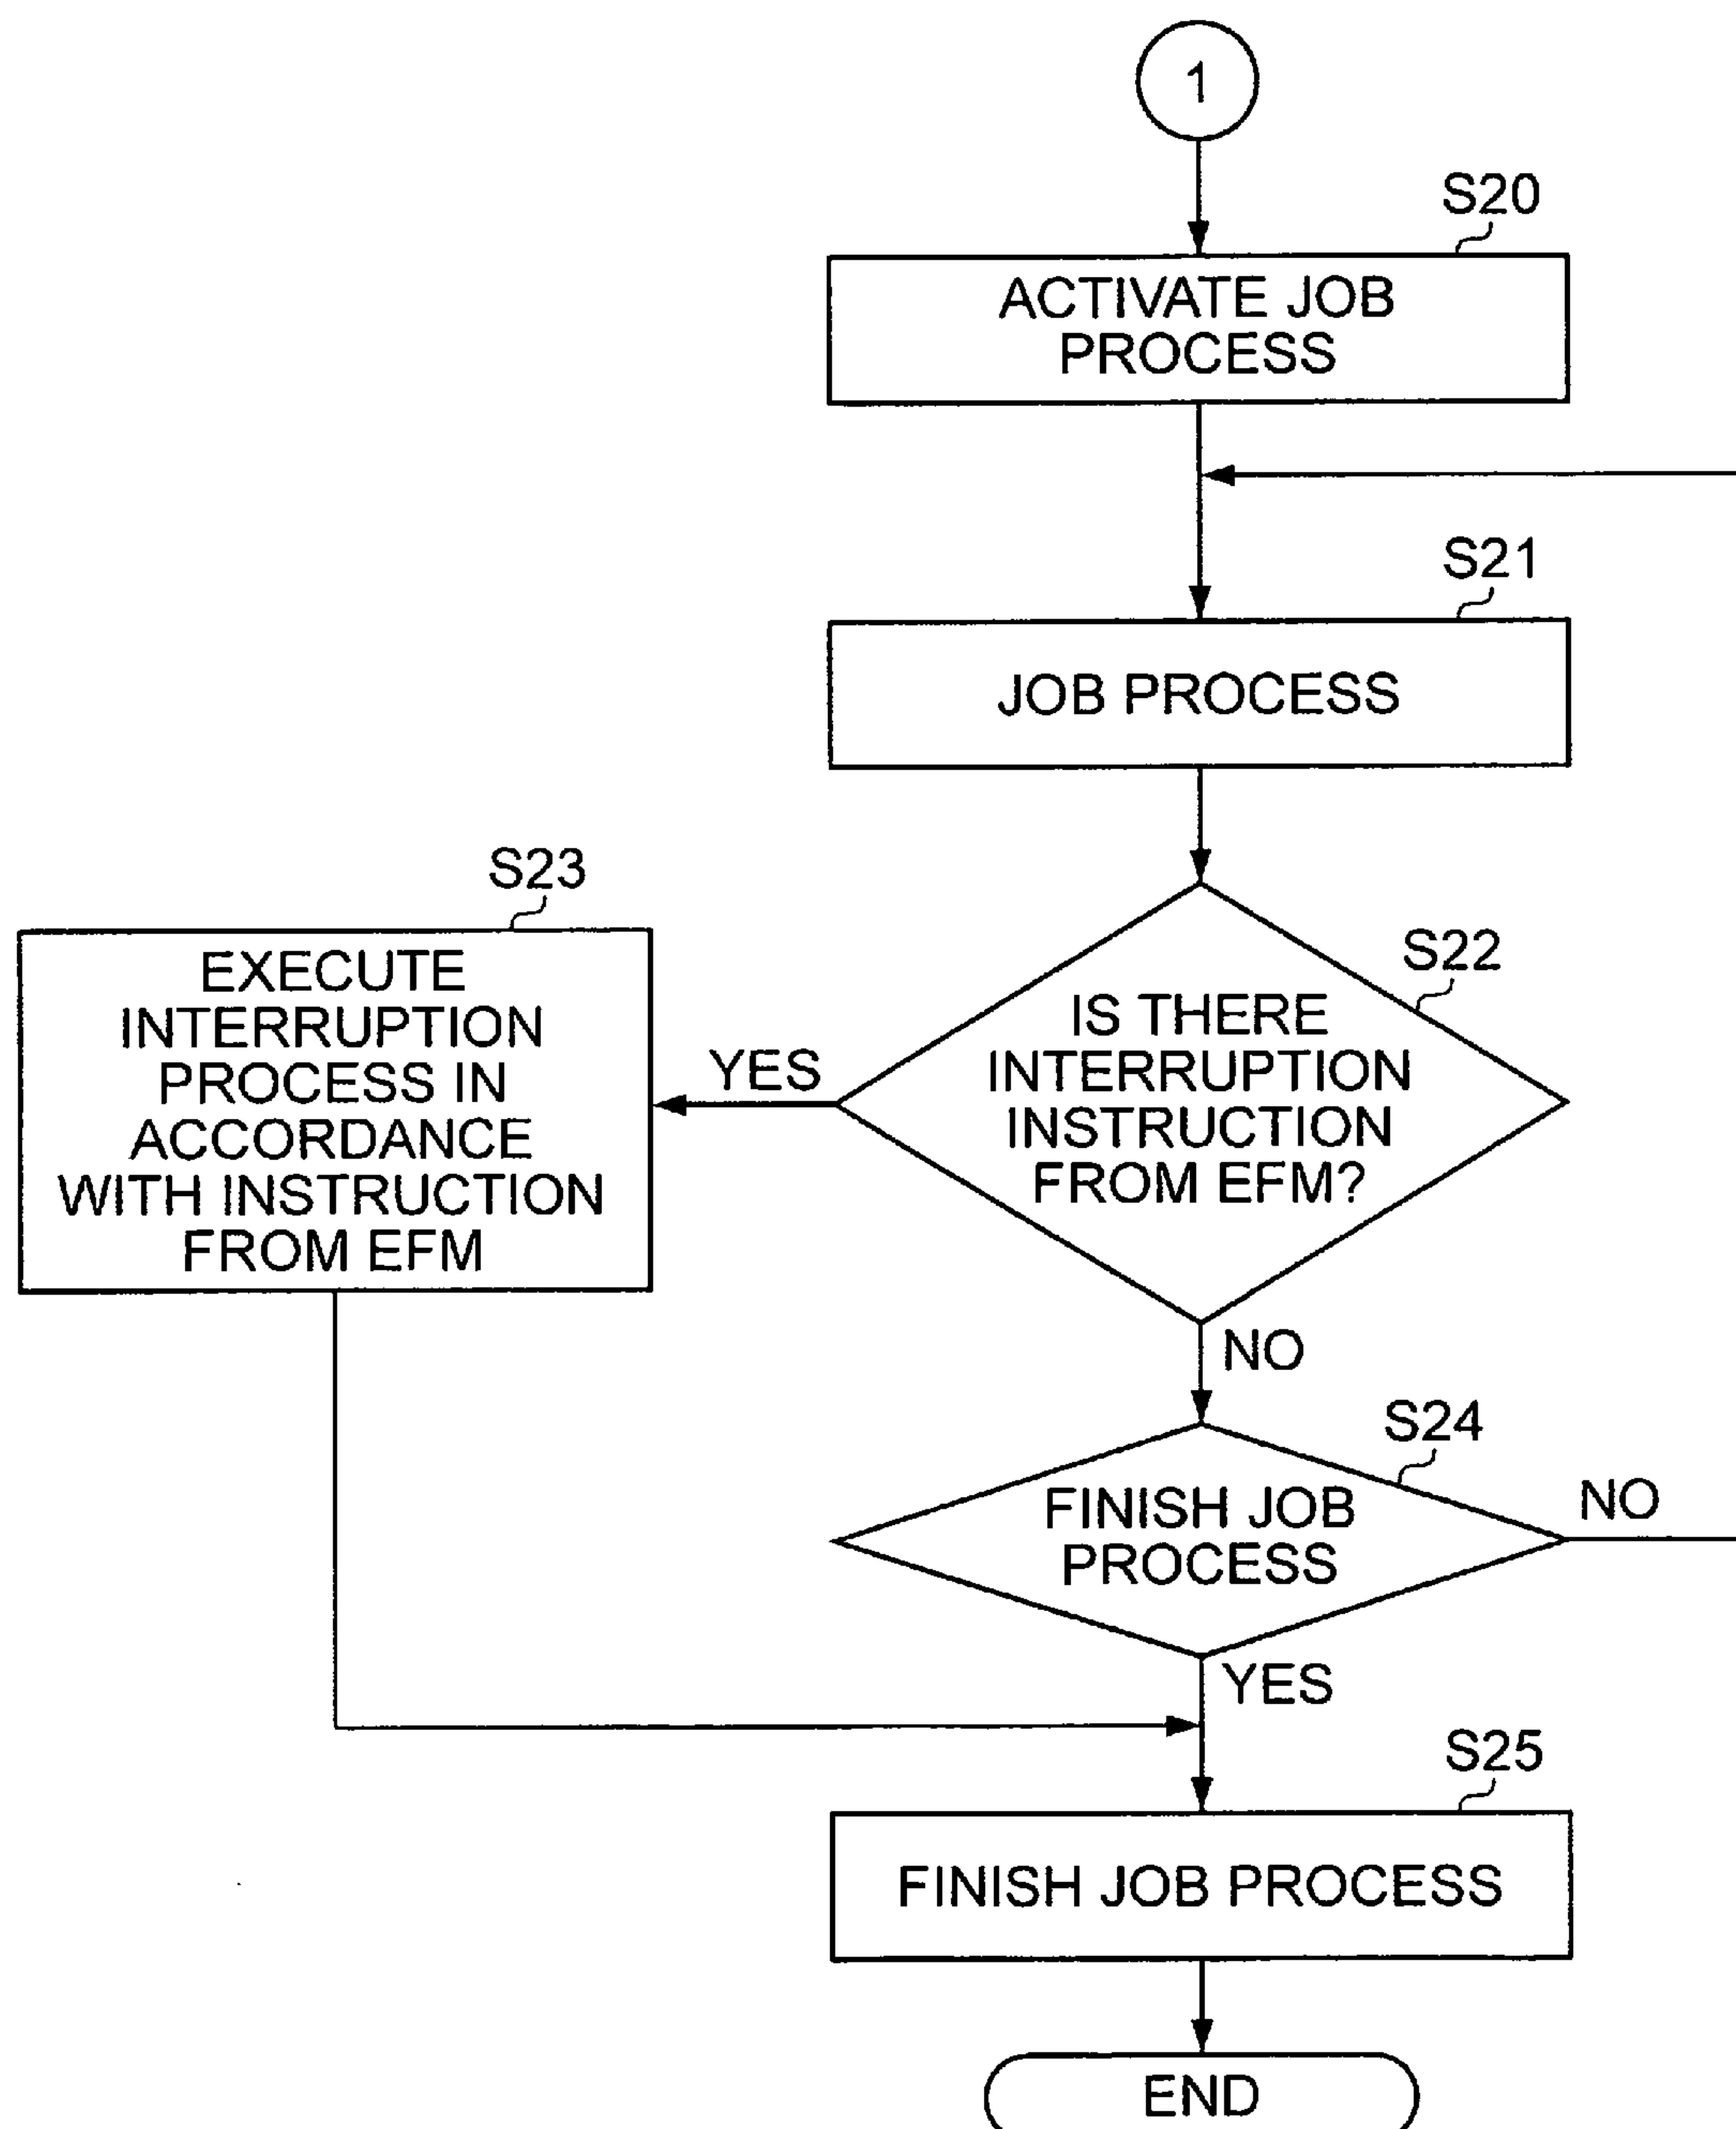 1
S20
ACTIVATE JOB
PROCESS
S21
JOB PROCESS
S23
EXECUTE
INTERRUPTION
PROCESS IN
ACCORDANCE
WITH INSTRUCTION
FROM EFM
YES
S22
IS THERE
INTERRUPTION
INSTRUCTION
FROM EFM?
NO
S24
FINISH JOB
PROCESS
NO
YES
S25
FINISH JOB PROCESS
END